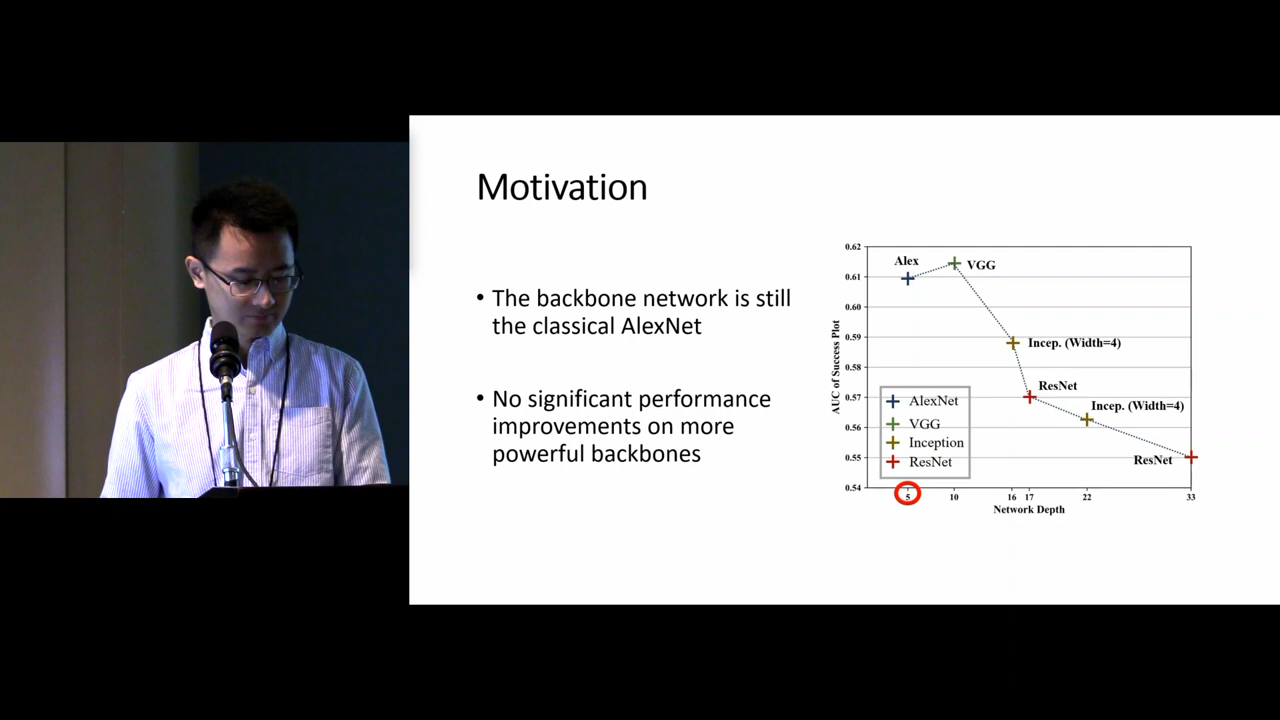 Motivation
• The backbone network is still
the classical AlexNet
• No significant performance
improvements on more
powerful backbones
0.62
0.61
0.60
0.59
0.58
0.57
0.56
0.55
0.54
AUC of Success Plot
Alex
VGG
Incep. (Width=4)
ResNet
Incep. (Width=4)
ResNet
AlexNet
VGG
Inception
ResNet
5 10 16 17 22 33
Network Depth